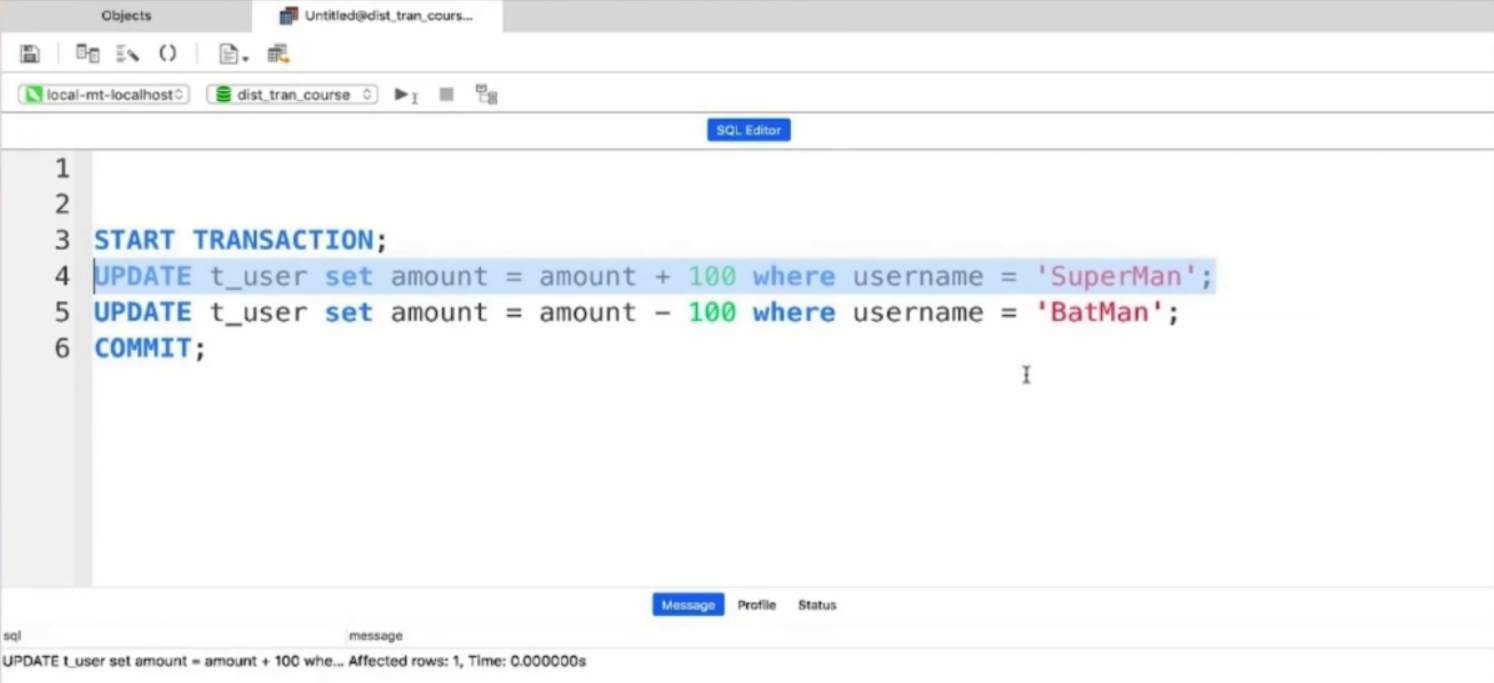 Objects
Untitled@dist_tran_cours...
local-mt-localhost
dist_tran_course
SQL Editor
1
2
3 START TRANSACTION;
4 UPDATE t_user set amount = amount + 100 where username = 'SuperMan';
5 UPDATE t_user set amount = amount - 100 where username = 'BatMan';
6 COMMIT;
Message Profile Status
sql message
UPDATE t_user set amount = amount + 100 whe... Affected rows: 1, Time: 0.000000s